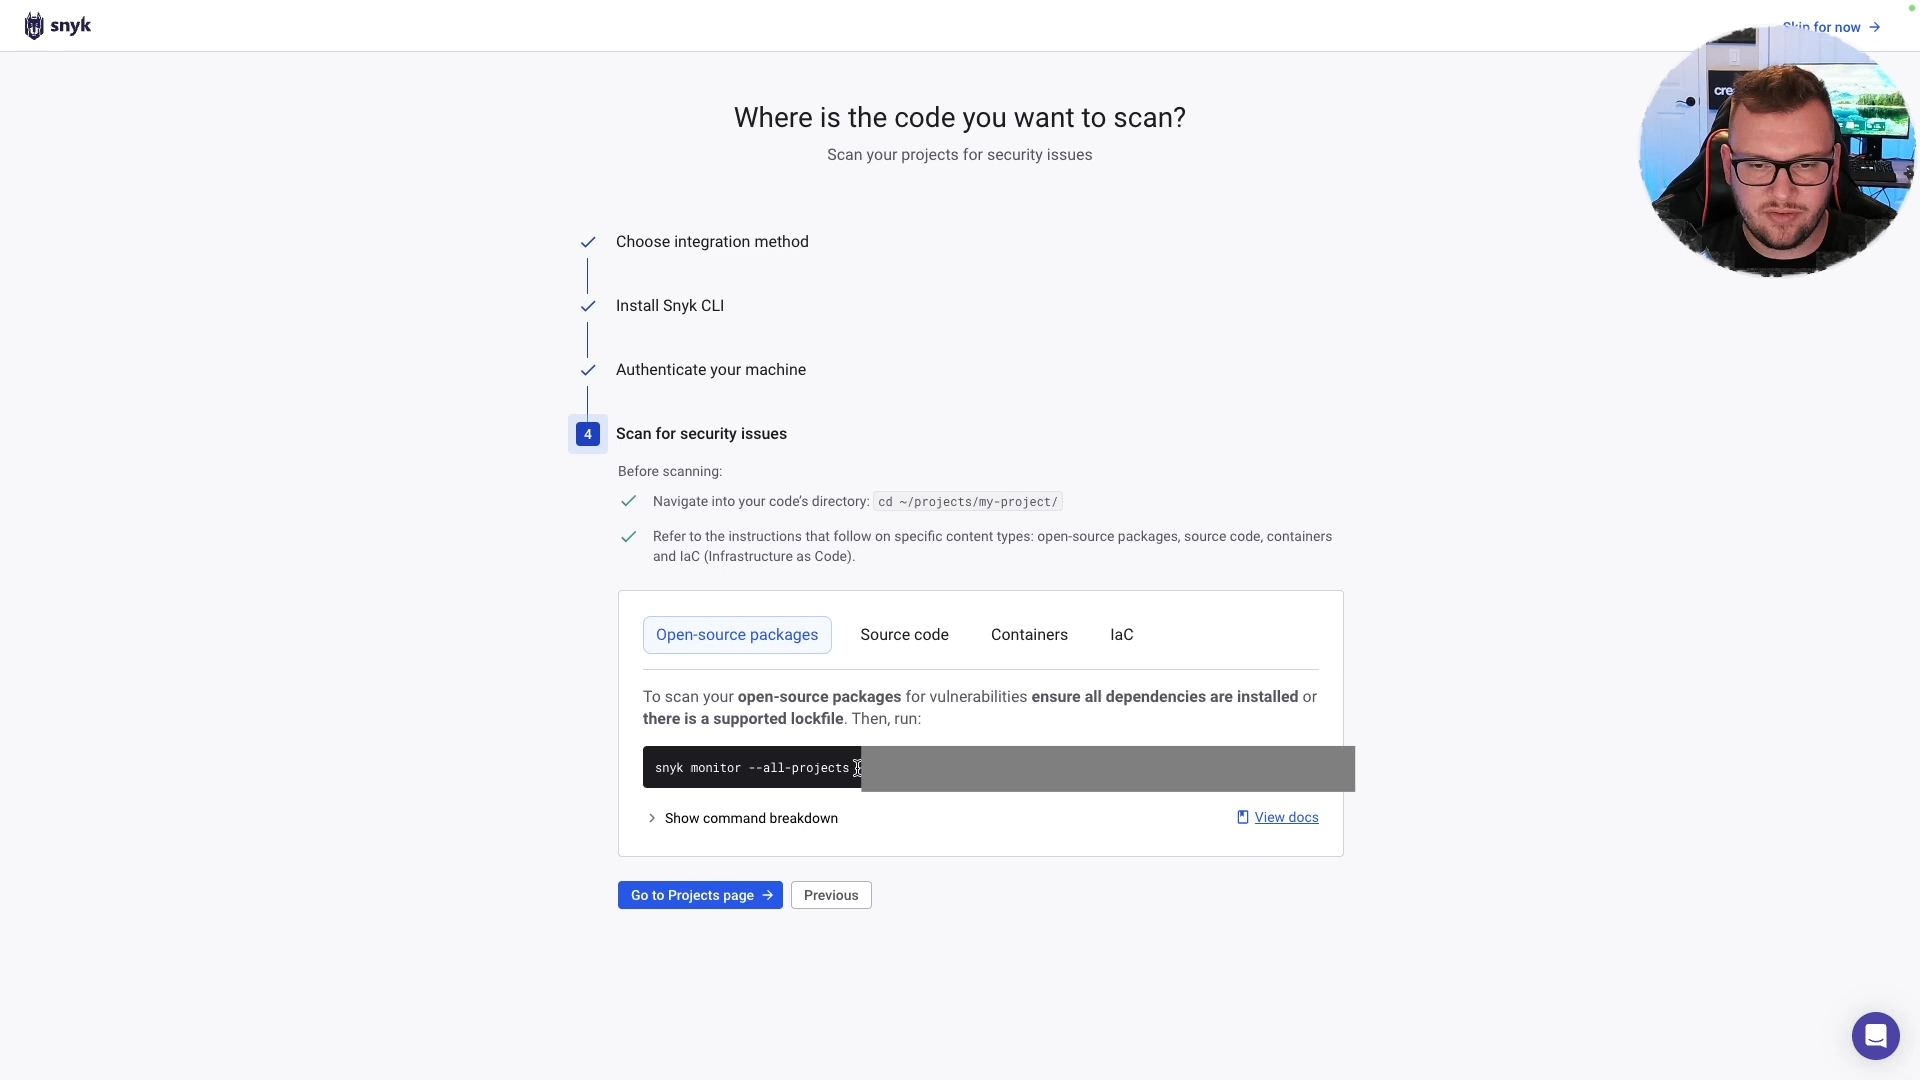 snyk
Skip for now
Where is the code you want to scan?
Scan your projects for security issues
Choose integration method
Install Snyk CLI
Authenticate your machine
4 Scan for security issues
Before scanning:
Navigate into your code’s directory: cd ~/projects/my-project/
Refer to the instructions that follow on specific content types: open-source packages, source code, containers
and IaC (Infrastructure as Code).
Open-source packages Source code Containers IaC
To scan your open-source packages for vulnerabilities ensure all dependencies are installed or
there is a supported lockfile. Then, run:
snyk monitor --all-projects
Show command breakdown View docs
Go to Projects page Previous